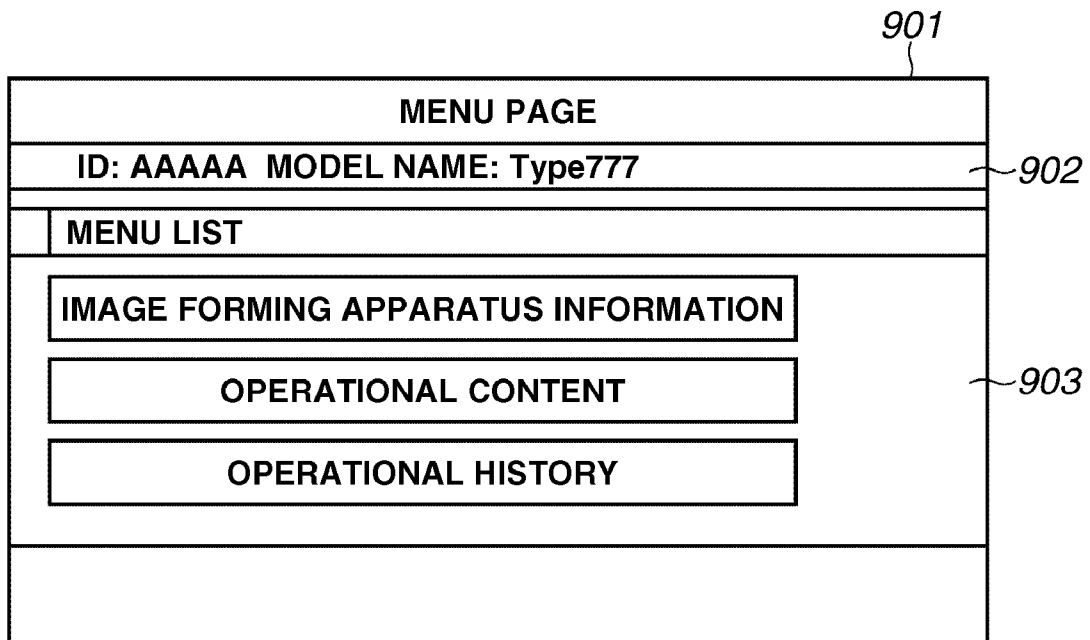 901
MENU PAGE
ID: AAAAA MODEL NAME: Type777
902
MENU LIST
IMAGE FORMING APPARATUS INFORMATION
OPERATIONAL CONTENT
903
OPERATIONAL HISTORY